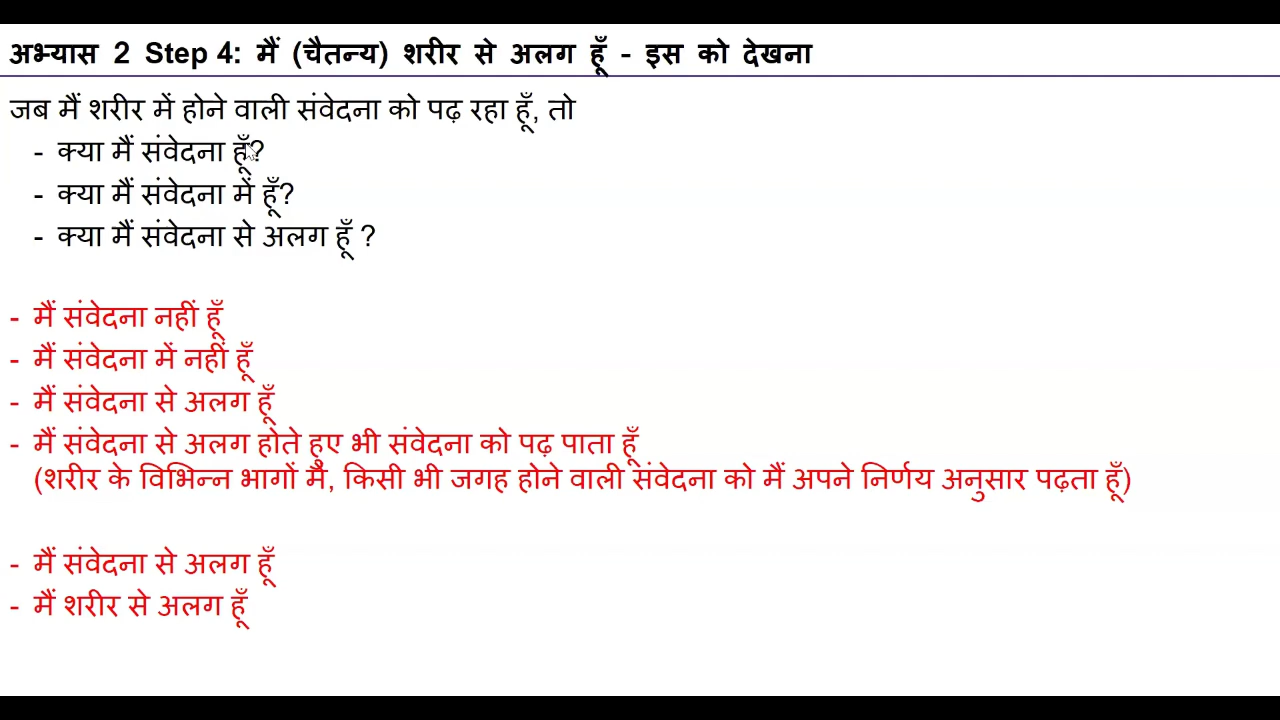 अभ्यास 2 Step 4: मैं (चैतन्य) शरीर से अलग हूँ - इस को देखना
जब मैं शरीर में होने वाली संवेदना को पढ़ रहा हूँ, तो
- क्या मैं संवेदना हूँ?
- क्या मैं संवेदना में हूँ?
- क्या मैं संवेदना से अलग हूँ ?
- मैं संवेदना नहीं हूँ
- मैं संवेदना में नहीं हूँ
- मैं संवेदना से अलग हूँ
- मैं संवेदना से अलग होते हुए भी संवेदना को पढ़ पाता हूँ
(शरीर के विभिन्न भागों मै, किसी भी जगह होने वाली संवेदना को मैं अपने निर्णय अनुसार पढ़ता हूँ)
- मैं संवेदना से अलग हूँ
- मैं शरीर से अलग हूँ